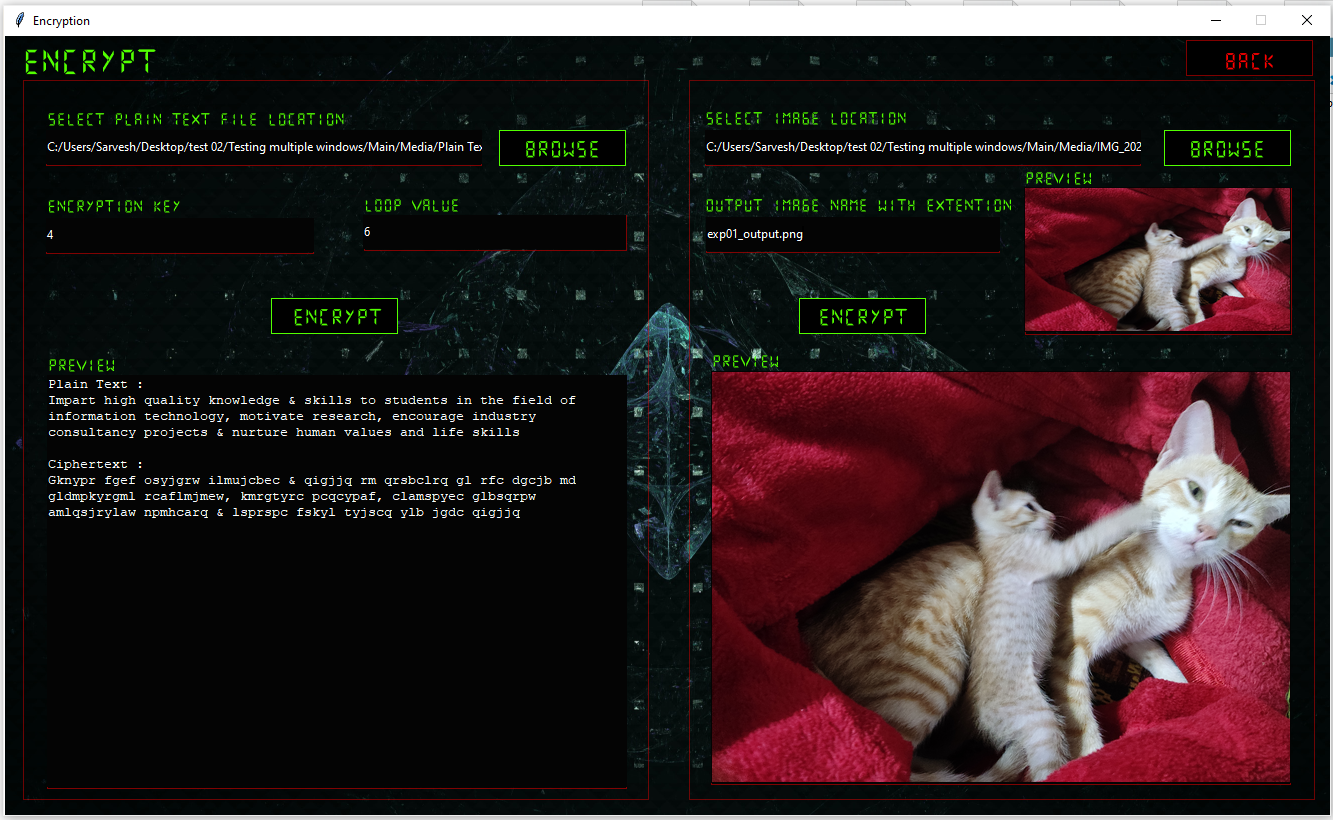 Encryption
ENCRYPT
BACK
SELECT PLAIN TEXT FILE LOCATION
C:/Users/Sarvesh/Desktop/test 02/Testing multiple windows/Main/Media/Plain Tex
BROWSE
ENCRYPTION KEY
LOOP VALUE
4
6
ENCRYPT
PREVIEW
Plain Text :
Impart high quality knowledge & skills to students in the field of
information technology, motivate research, encourage industry
consultancy projects & nurture human values and life skills
Ciphertext :
Gknypr fgef osyjgrw ilmujcbec & qigjjq rm qrsbclrq gl rfc dgcjb md
gldmpkyrgml rcaflmjmew, kmrgtyrc pcqcypaf, clamspyec glbsqrpw
amlqsjrylaw npmhcarq & lsprspc fskyl tyjscq ylb jgdc qigjjq
SELECT IMAGE LOCATION
C:/Users/Sarvesh/Desktop/test 02/Testing multiple windows/Main/Media/IMG_202
BROWSE
PREVIEW
OUTPUT IMAGE NAME WITH EXTENTION
exp01_output.png
ENCRYPT
PREVIEW